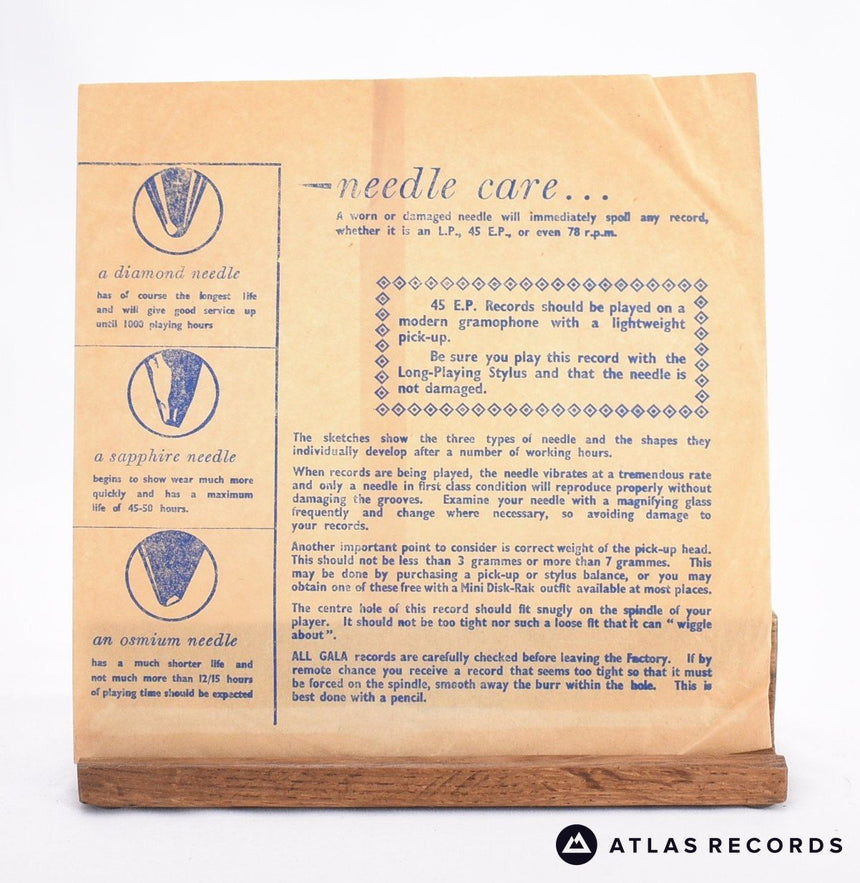 needle care...
A worn or damaged needle will immediately spoil any record,
whether it is an L.P., 45 E.P., or even 78 r.p.m.
a diamond needle
has of course the longest life
and will give good service up
until 1000 playing hours
a sapphire needle
begins to show wear much more
quickly and has a maximum
life of 45-50 hours.
an osmium needle
has a much shorter life and
not much more than 12/15 hours
of playing time should be expected
45 E.P. Records should be played on a
modern gramophone with a lightweight
pick-up.
Be sure you play this record with the
Long-Playing Stylus and that the needle is
not damaged.
The sketches show the three types of needle and the shapes they
individually develop after a number of working hours.
When records are being played, the needle vibrates at a tremendous rate
and only a needle in first class condition will reproduce properly without
damaging the grooves. Examine your needle with a magnifying glass
frequently and change where necessary, so avoiding damage to
your records.
Another important point to consider is correct weight of the pick-up head.
This should not be less than 3 grammes or more than 7 grammes. This
may be done by purchasing a pick-up or stylus balance, or you may
obtain one of these free with a Mini Disk-Rak outfit available at most places.
The centre hole of this record should fit snugly on the spindle of your
player. It should not be too tight nor such a loose fit that it can "wiggle
about".
ALL GALA records are carefully checked before leaving the Factory. If by
remote chance you receive a record that seems too tight so that it must
be forced on the spindle, smooth away the burr within the hole. This is
best done with a pencil.
ATLAS RECORDS